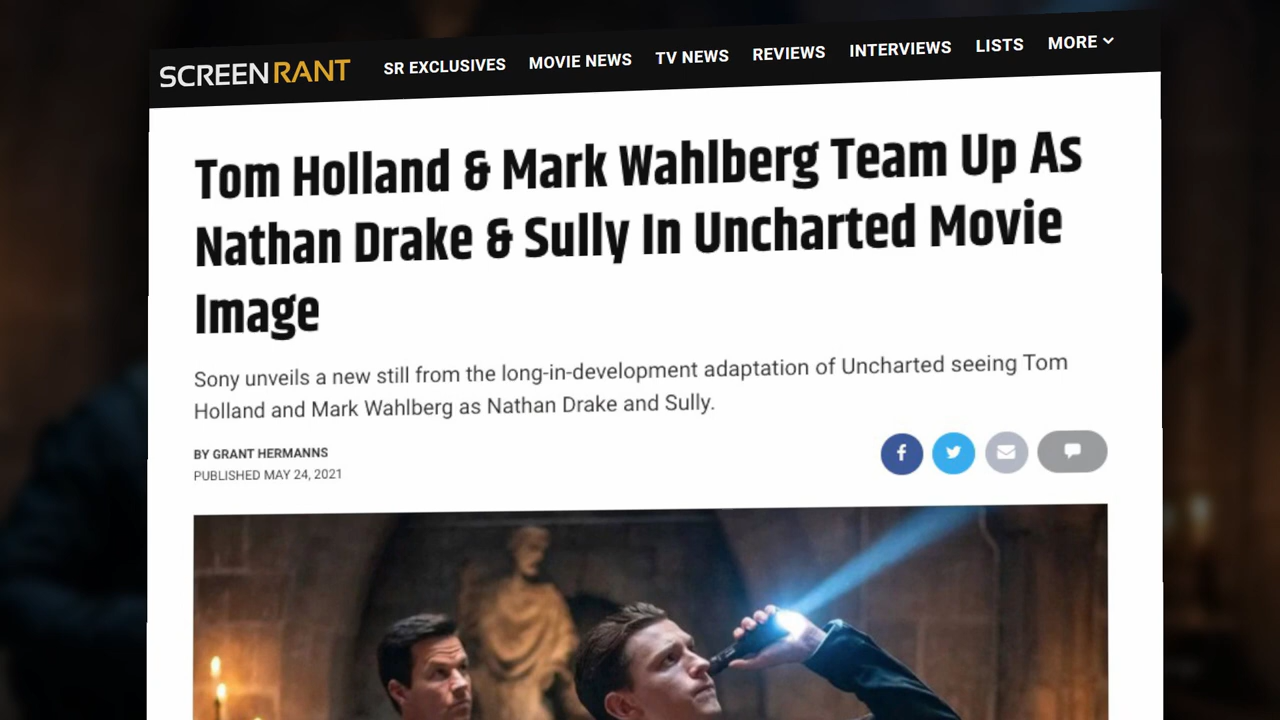 SCREENRANT SR EXCLUSIVES MOVIE NEWS TV NEWS REVIEWS INTERVIEWS LISTS MORE
Tom Holland & Mark Wahlberg Team Up As
Nathan Drake & Sully In Uncharted Movie
Image
Sony unveils a new still from the long-in-development adaptation of Uncharted seeing Tom
Holland and Mark Wahlberg as Nathan Drake and Sully.
BY GRANT HERMANNS
PUBLISHED MAY 24, 2021